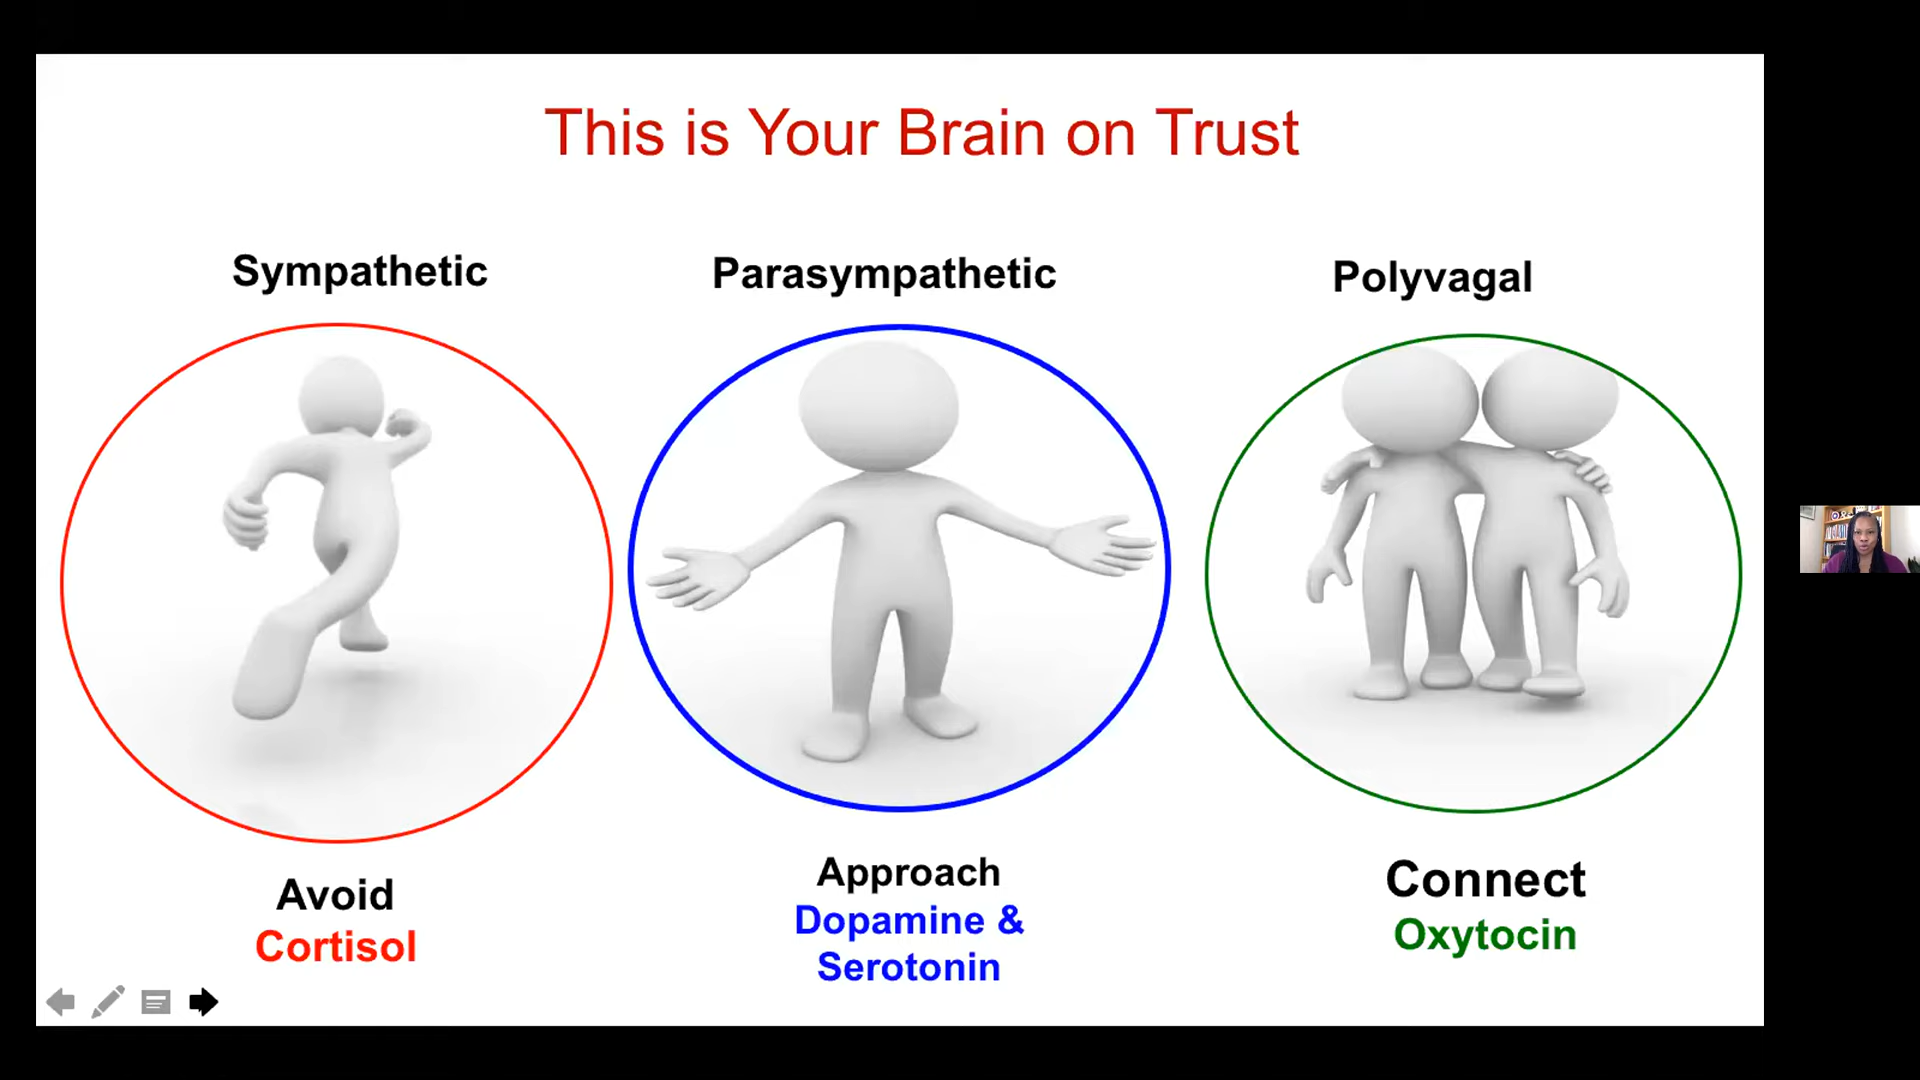 This is Your Brain on Trust
Sympathetic
Parasympathetic
Polyvagal
Avoid
Cortisol
Approach
Dopamine &
Serotonin
Connect
Oxytocin